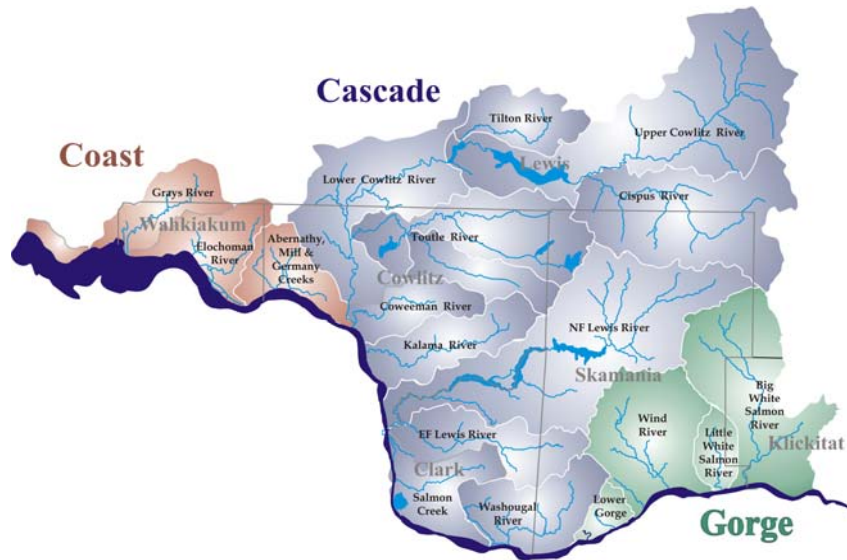 Cascade
Coast
Gorge
Tilton River
Upper Cowlitz River
Lewis
Lower Cowlitz River
Cispus River
Grays River
Wahkiakum
Elochoman
River
Abernathy,
Mill &
Germany
Creeks
Toutle River
Cowlitz
Coweeman River
Kalama River
NF Lewis River
Skamania
Big
White
Salmon
River
Klickitat
Wind
River
Little
White
Salmon
River
EF Lewis River
Clark
Salmon
Creek
Washougal
River
Lower
Gorge